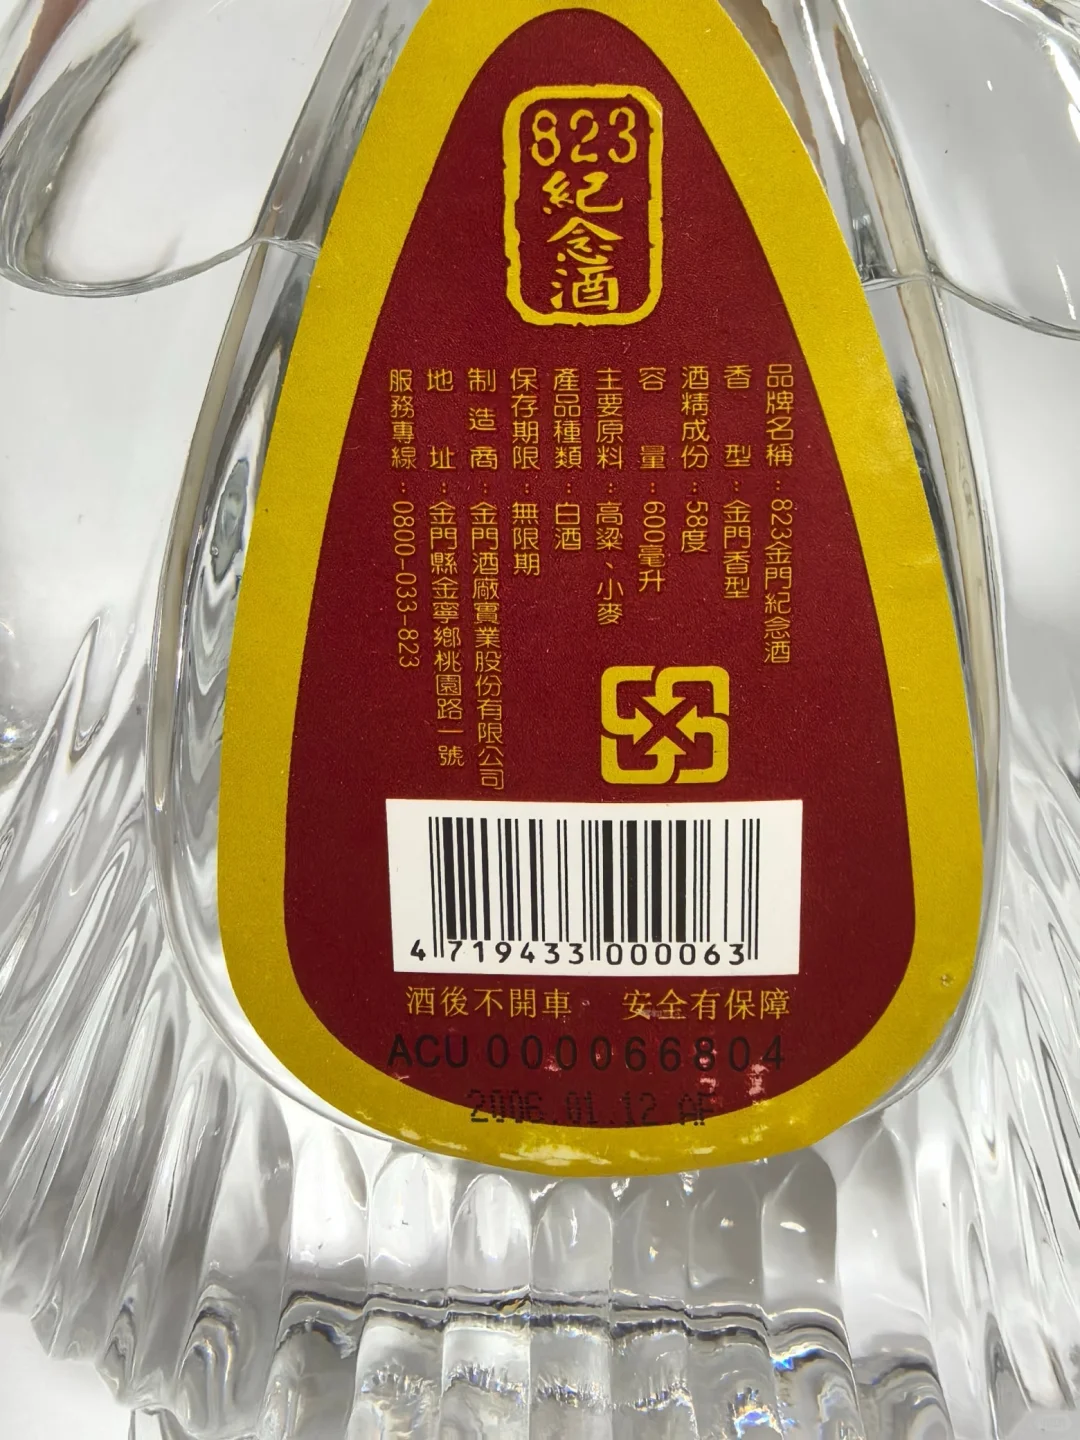 823
紀念酒
品牌名稱：823金門紀念酒
香型：金門香型
酒精成份：58度
容量：600毫升
主要原料：高粱、小麥
產品種類：白酒
保存期限：無限期
製造商：金門酒廠實業股份有限公司
地址：金門縣金寧鄉桃園路一號
服務專線：0800-033-823
4 719433 000063
酒後不開車 安全有保障
ACU 000066804
2006.01.12 AF